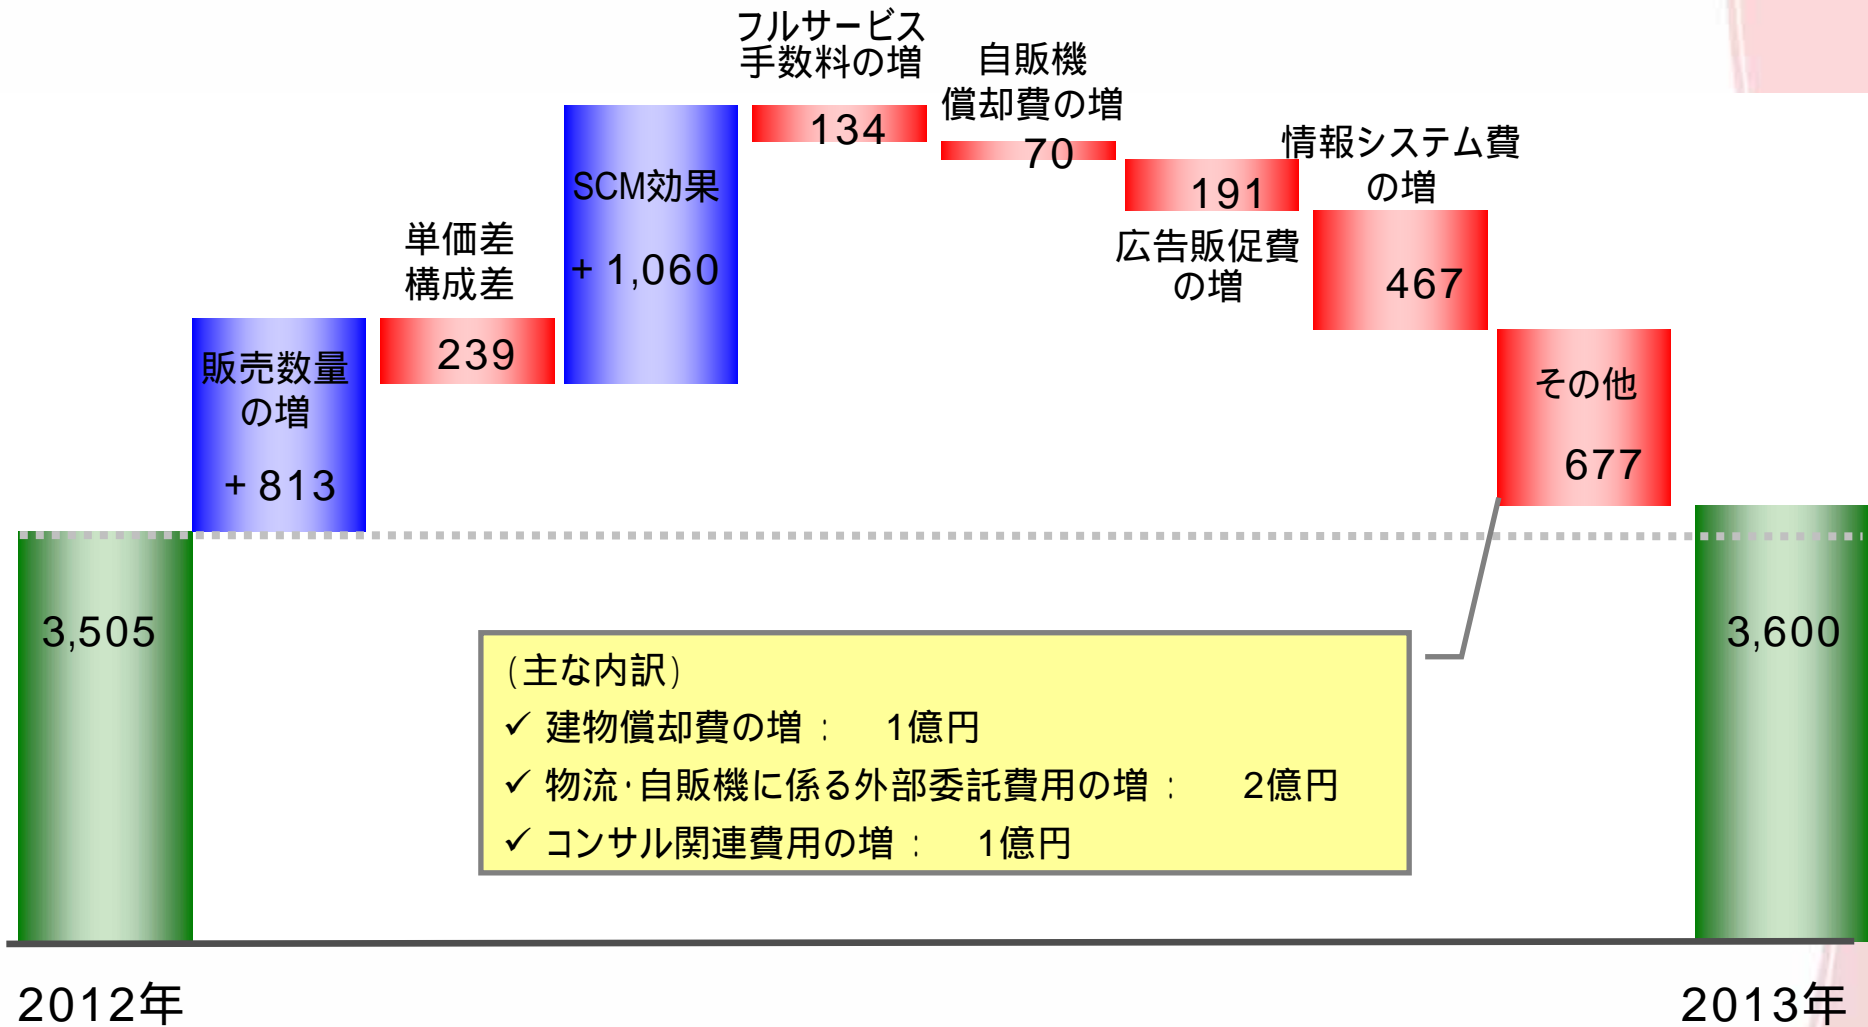 フルサービス
手数料の増
134
自販機
償却費の増
70
情報システム費
の増
467
191
広告販促費
の増
SCM効果
+ 1,060
単価差
構成差
239
販売数量
の増
+ 813
その他
677
3,505
3,600
(主な内訳)
✓ 建物償却費の増 : 1億円
✓ 物流・自販機に係る外部委託費用の増 : 2億円
✓ コンサル関連費用の増 : 1億円
2012年
2013年